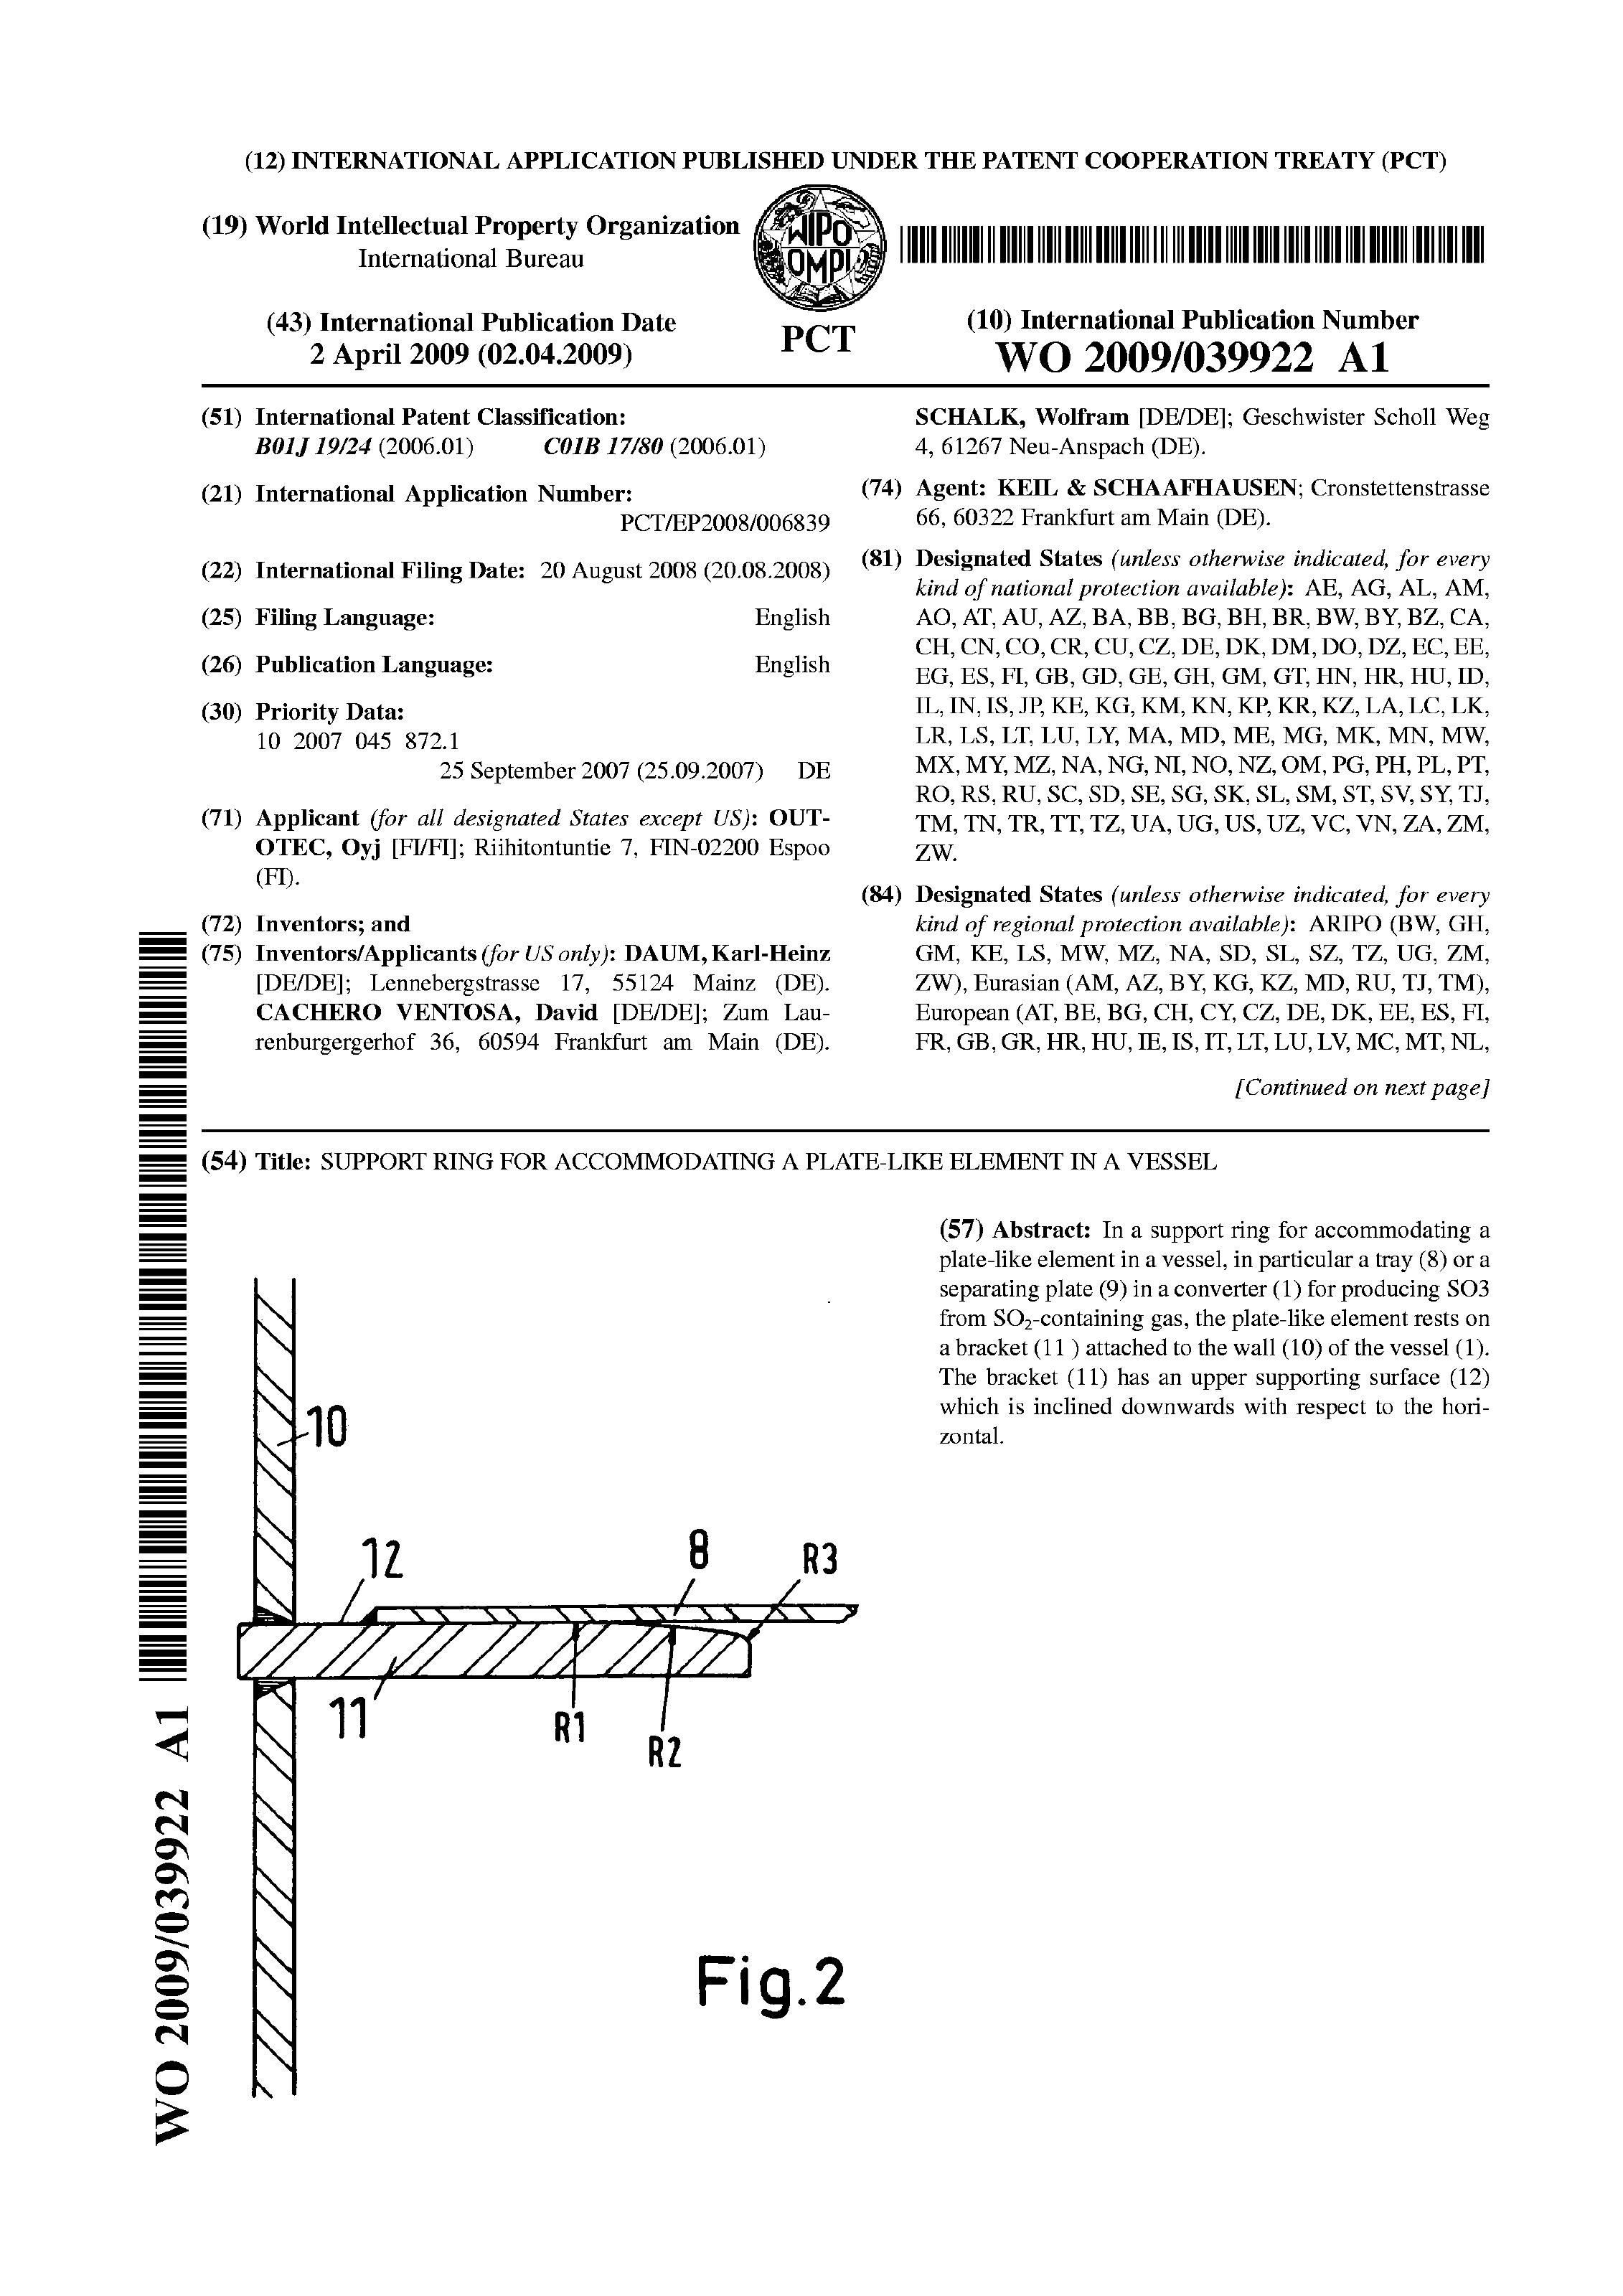 (12) INTERNATIONAL APPLICATION PUBLISHED UNDER THE PATENT COOPERATION TREATY (PCT)
(19) World Intellectual Property Organization
International Bureau
WIPO
OMPI
(43) International Publication Date
2 April 2009 (02.04.2009)
PCT
(10) International Publication Number
WO 2009/039922 A1
(51) International Patent Classification:
B01J 19/24 (2006.01) C01B 17/80 (2006.01)
(21) International Application Number:
PCT/EP2008/006839
(22) International Filing Date: 20 August 2008 (20.08.2008)
(25) Filing Language: English
(26) Publication Language: English
(30) Priority Data:
10 2007 045 872.1
25 September 2007 (25.09.2007) DE
(71) Applicant (for all designated States except US): OUT-
OTEC, Oyj [FI/FI]; Riihitontuntie 7, FIN-02200 Espoo
(FI).
(72) Inventors; and
(75) Inventors/Applicants (for US only): DAUM, Karl-Heinz
[DE/DE]; Lennebergstrasse 17, 55124 Mainz (DE).
CACHERO VENTOSA, David [DE/DE]; Zum Lau-
renburgergerhof 36, 60594 Frankfurt am Main (DE).
SCHALK, Wolfram [DE/DE]; Geschwister Scholl Weg
4, 61267 Neu-Anspach (DE).
(74) Agent: KEIL & SCHAAFHAUSEN; Cronstettenstrasse
66, 60322 Frankfurt am Main (DE).
(81) Designated States (unless otherwise indicated, for every
kind of national protection available): AE, AG, AL, AM,
AO, AT, AU, AZ, BA, BB, BG, BH, BR, BW, BY, BZ, CA,
CH, CN, CO, CR, CU, CZ, DE, DK, DM, DO, DZ, EC, EE,
EG, ES, FI, GB, GD, GE, GH, GM, GT, HN, HR, HU, ID,
IL, IN, IS, JP, KE, KG, KM, KN, KP, KR, KZ, LA, LC, LK,
LR, LS, LT, LU, LY, MA, MD, ME, MG, MK, MN, MW,
MX, MY, MZ, NA, NG, NI, NO, NZ, OM, PG, PH, PL, PT,
RO, RS, RU, SC, SD, SE, SG, SK, SL, SM, ST, SV, SY, TJ,
TM, TN, TR, TT, TZ, UA, UG, US, UZ, VC, VN, ZA, ZM,
ZW.
(84) Designated States (unless otherwise indicated, for every
kind of regional protection available): ARIPO (BW, GH,
GM, KE, LS, MW, MZ, NA, SD, SL, SZ, TZ, UG, ZM,
ZW), Eurasian (AM, AZ, BY, KG, KZ, MD, RU, TJ, TM),
European (AT, BE, BG, CH, CY, CZ, DE, DK, EE, ES, FI,
FR, GB, GR, HR, HU, IE, IS, IT, LT, LU, LV, MC, MT, NL,
[Continued on next page]
(54) Title: SUPPORT RING FOR ACCOMMODATING A PLATE-LIKE ELEMENT IN A VESSEL
(57) Abstract: In a support ring for accommodating a
plate-like element in a vessel, in particular a tray (8) or a
separating plate (9) in a converter (1) for producing SO3
from SO₂-containing gas, the plate-like element rests on
a bracket (11 ) attached to the wall (10) of the vessel (1).
The bracket (11) has an upper supporting surface (12)
which is inclined downwards with respect to the hori-
zontal.
10
12
8
R3
11
R1
R2
Fig.2
WO 2009/039922 A1